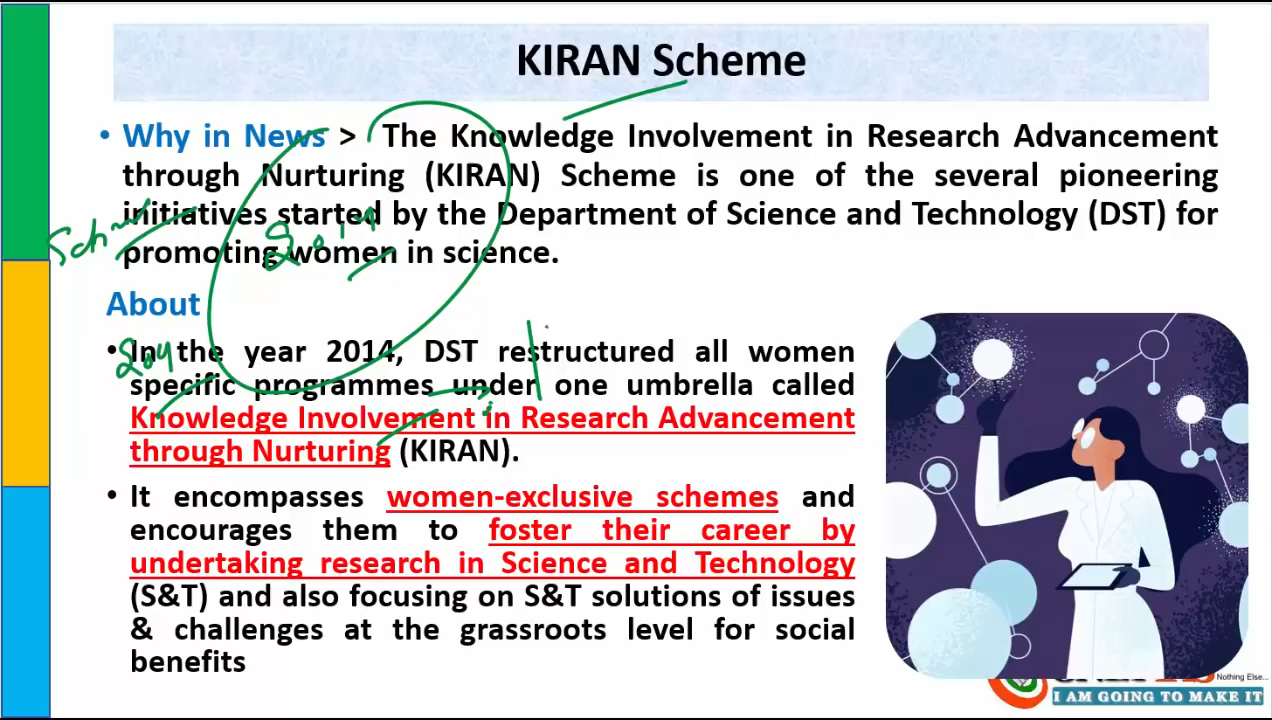 KIRAN Scheme
• Why in News > The Knowledge Involvement in Research Advancement
through Nurturing (KIRAN) Scheme is one of the several pioneering
initiatives started by the Department of Science and Technology (DST) for
promoting women in science.
2014
About
• In the year 2014, DST restructured all women
specific programmes under one umbrella called
Knowledge Involvement in Research Advancement
through Nurturing (KIRAN).
• It encompasses women-exclusive schemes and
encourages them to foster their career by
undertaking research in Science and Technology
(S&T) and also focusing on S&T solutions of issues
& challenges at the grassroots level for social
benefits
Nothing Else...
I AM GOING TO MAKE IT